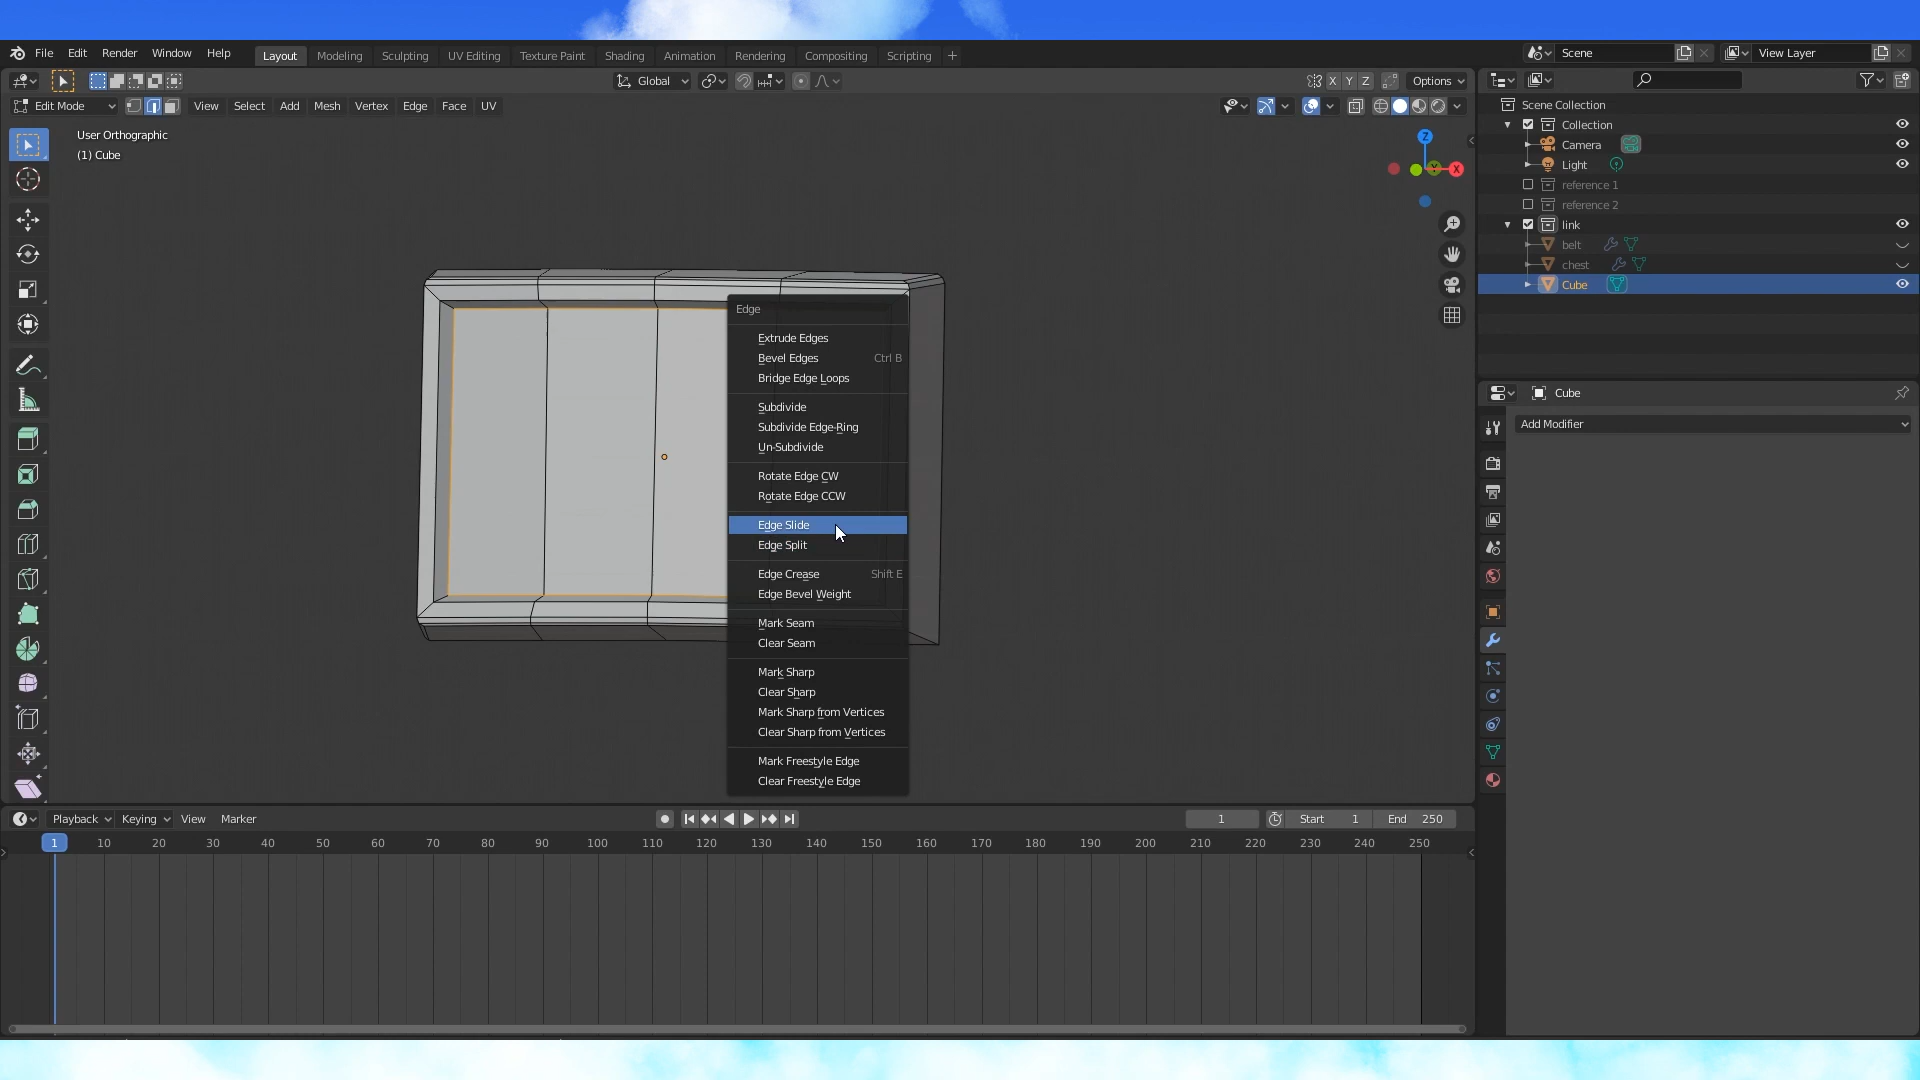 File Edit Render Window Help
Layout Modeling Sculpting UV Editing Texture Paint Shading Animation Rendering Compositing Scripting +
Scene
View Layer
Global
X Y Z
Options
Edit Mode
View Select Add Mesh Vertex Edge Face UV
User Orthographic
(1) Cube
Z
Y
X
Scene Collection
Collection
Camera
Light
reference 1
reference 2
link
belt
chest
Cube
Cube
Add Modifier
Edge
Extrude Edges
Bevel Edges Ctrl B
Bridge Edge Loops
Subdivide
Subdivide Edge-Ring
Un-Subdivide
Rotate Edge CW
Rotate Edge CCW
Edge Slide
Edge Split
Edge Crease Shift E
Edge Bevel Weight
Mark Seam
Clear Seam
Mark Sharp
Clear Sharp
Mark Sharp from Vertices
Clear Sharp from Vertices
Mark Freestyle Edge
Clear Freestyle Edge
Playback Keying View Marker
1
Start 1
End 250
1 10 20 30 40 50 60 70 80 90 100 110 120 130 140 150 160 170 180 190 200 210 220 230 240 250